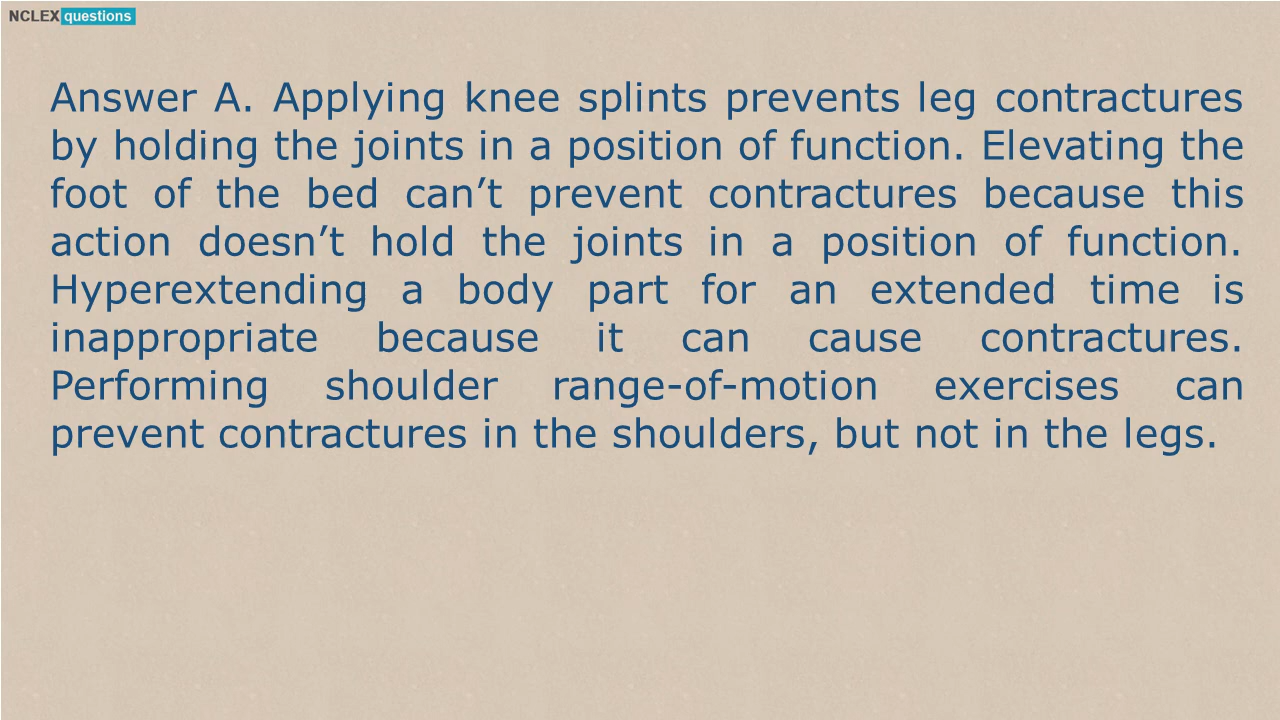 NCLEX questions
Answer A. Applying knee splints prevents leg contractures
by holding the joints in a position of function. Elevating the
foot of the bed can’t prevent contractures because this
action doesn’t hold the joints in a position of function.
Hyperextending a body part for an extended time is
inappropriate because it can cause contractures.
Performing shoulder range-of-motion exercises can
prevent contractures in the shoulders, but not in the legs.